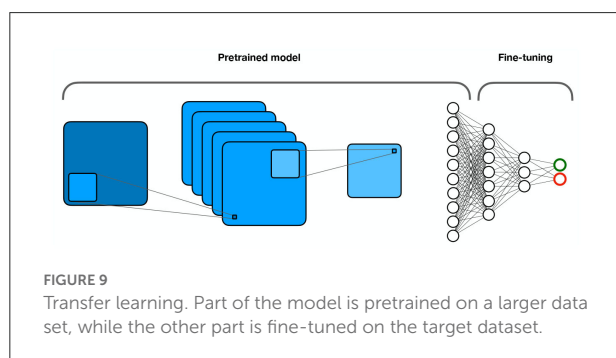 Pretrained model
Fine-tuning
FIGURE 9
Transfer learning. Part of the model is pretrained on a larger data
set, while the other part is fine-tuned on the target dataset.